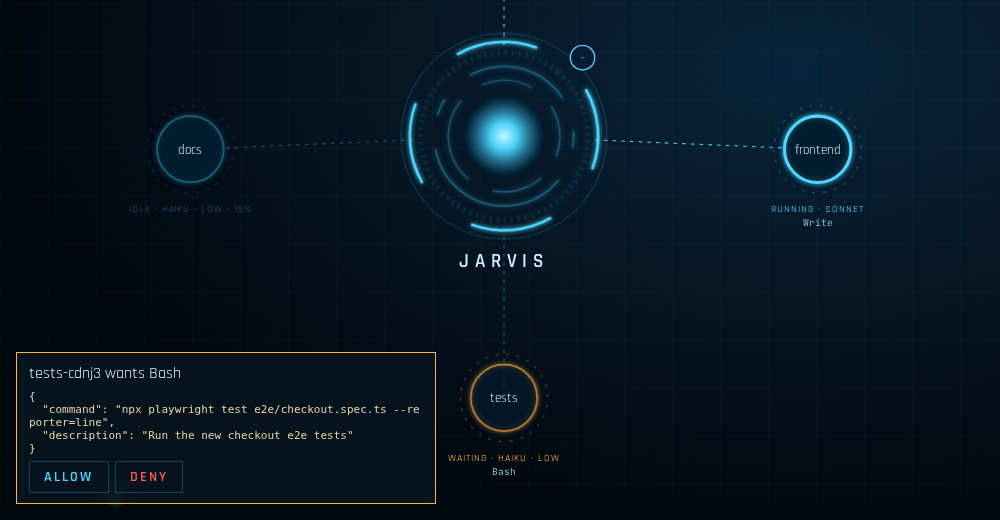 docs
frontend
IDLE · HAIKU · LOW · 15%
RUNNING · SONNET
Write
JARVIS
tests-cdnj3 wants Bash
{
"command": "npx playwright test e2e/checkout.spec.ts --re
porter=line",
"description": "Run the new checkout e2e tests"
}
ALLOW
DENY
tests
WAITING · HAIKU · LOW
Bash